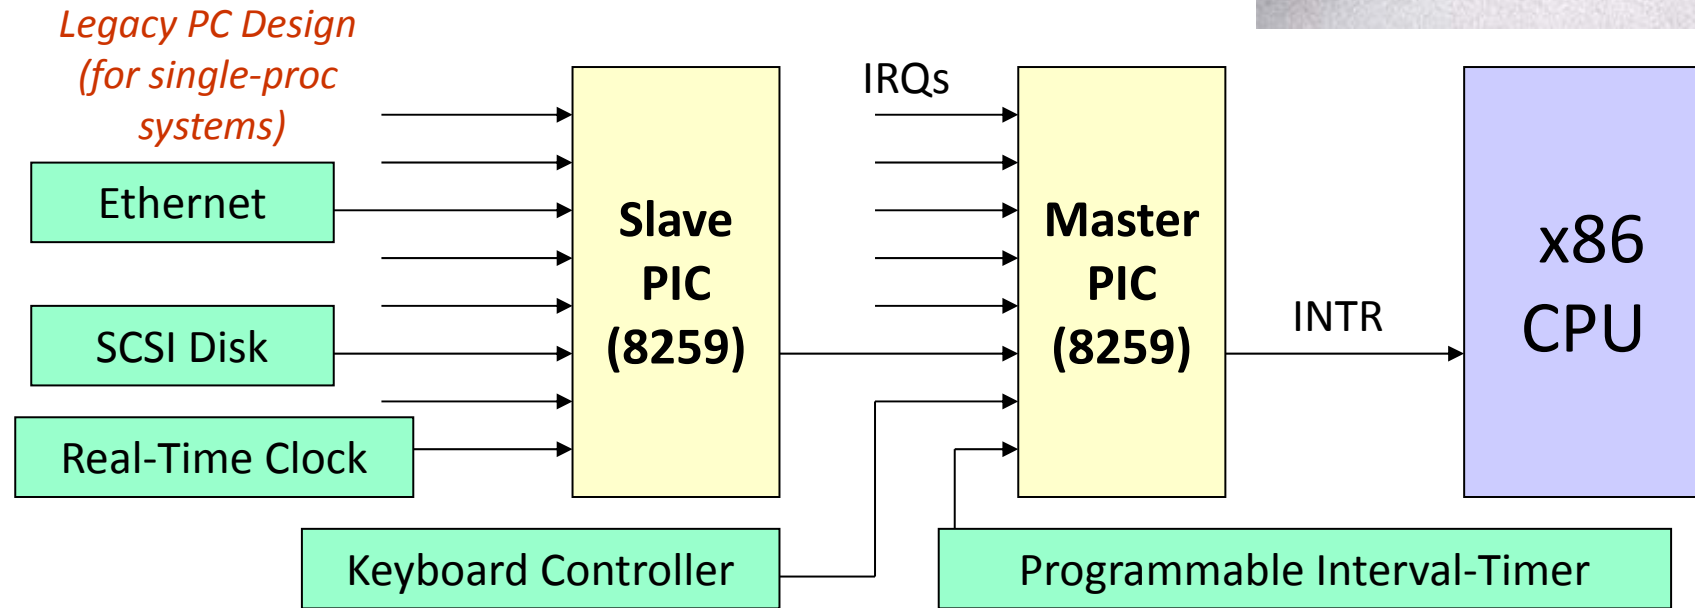 Legacy PC Design
(for single-proc
systems)
IRQs
Ethernet
SCSI Disk
Real-Time Clock
Slave
PIC
(8259)
Master
PIC
(8259)
INTR
x86
CPU
Keyboard Controller
Programmable Interval-Timer